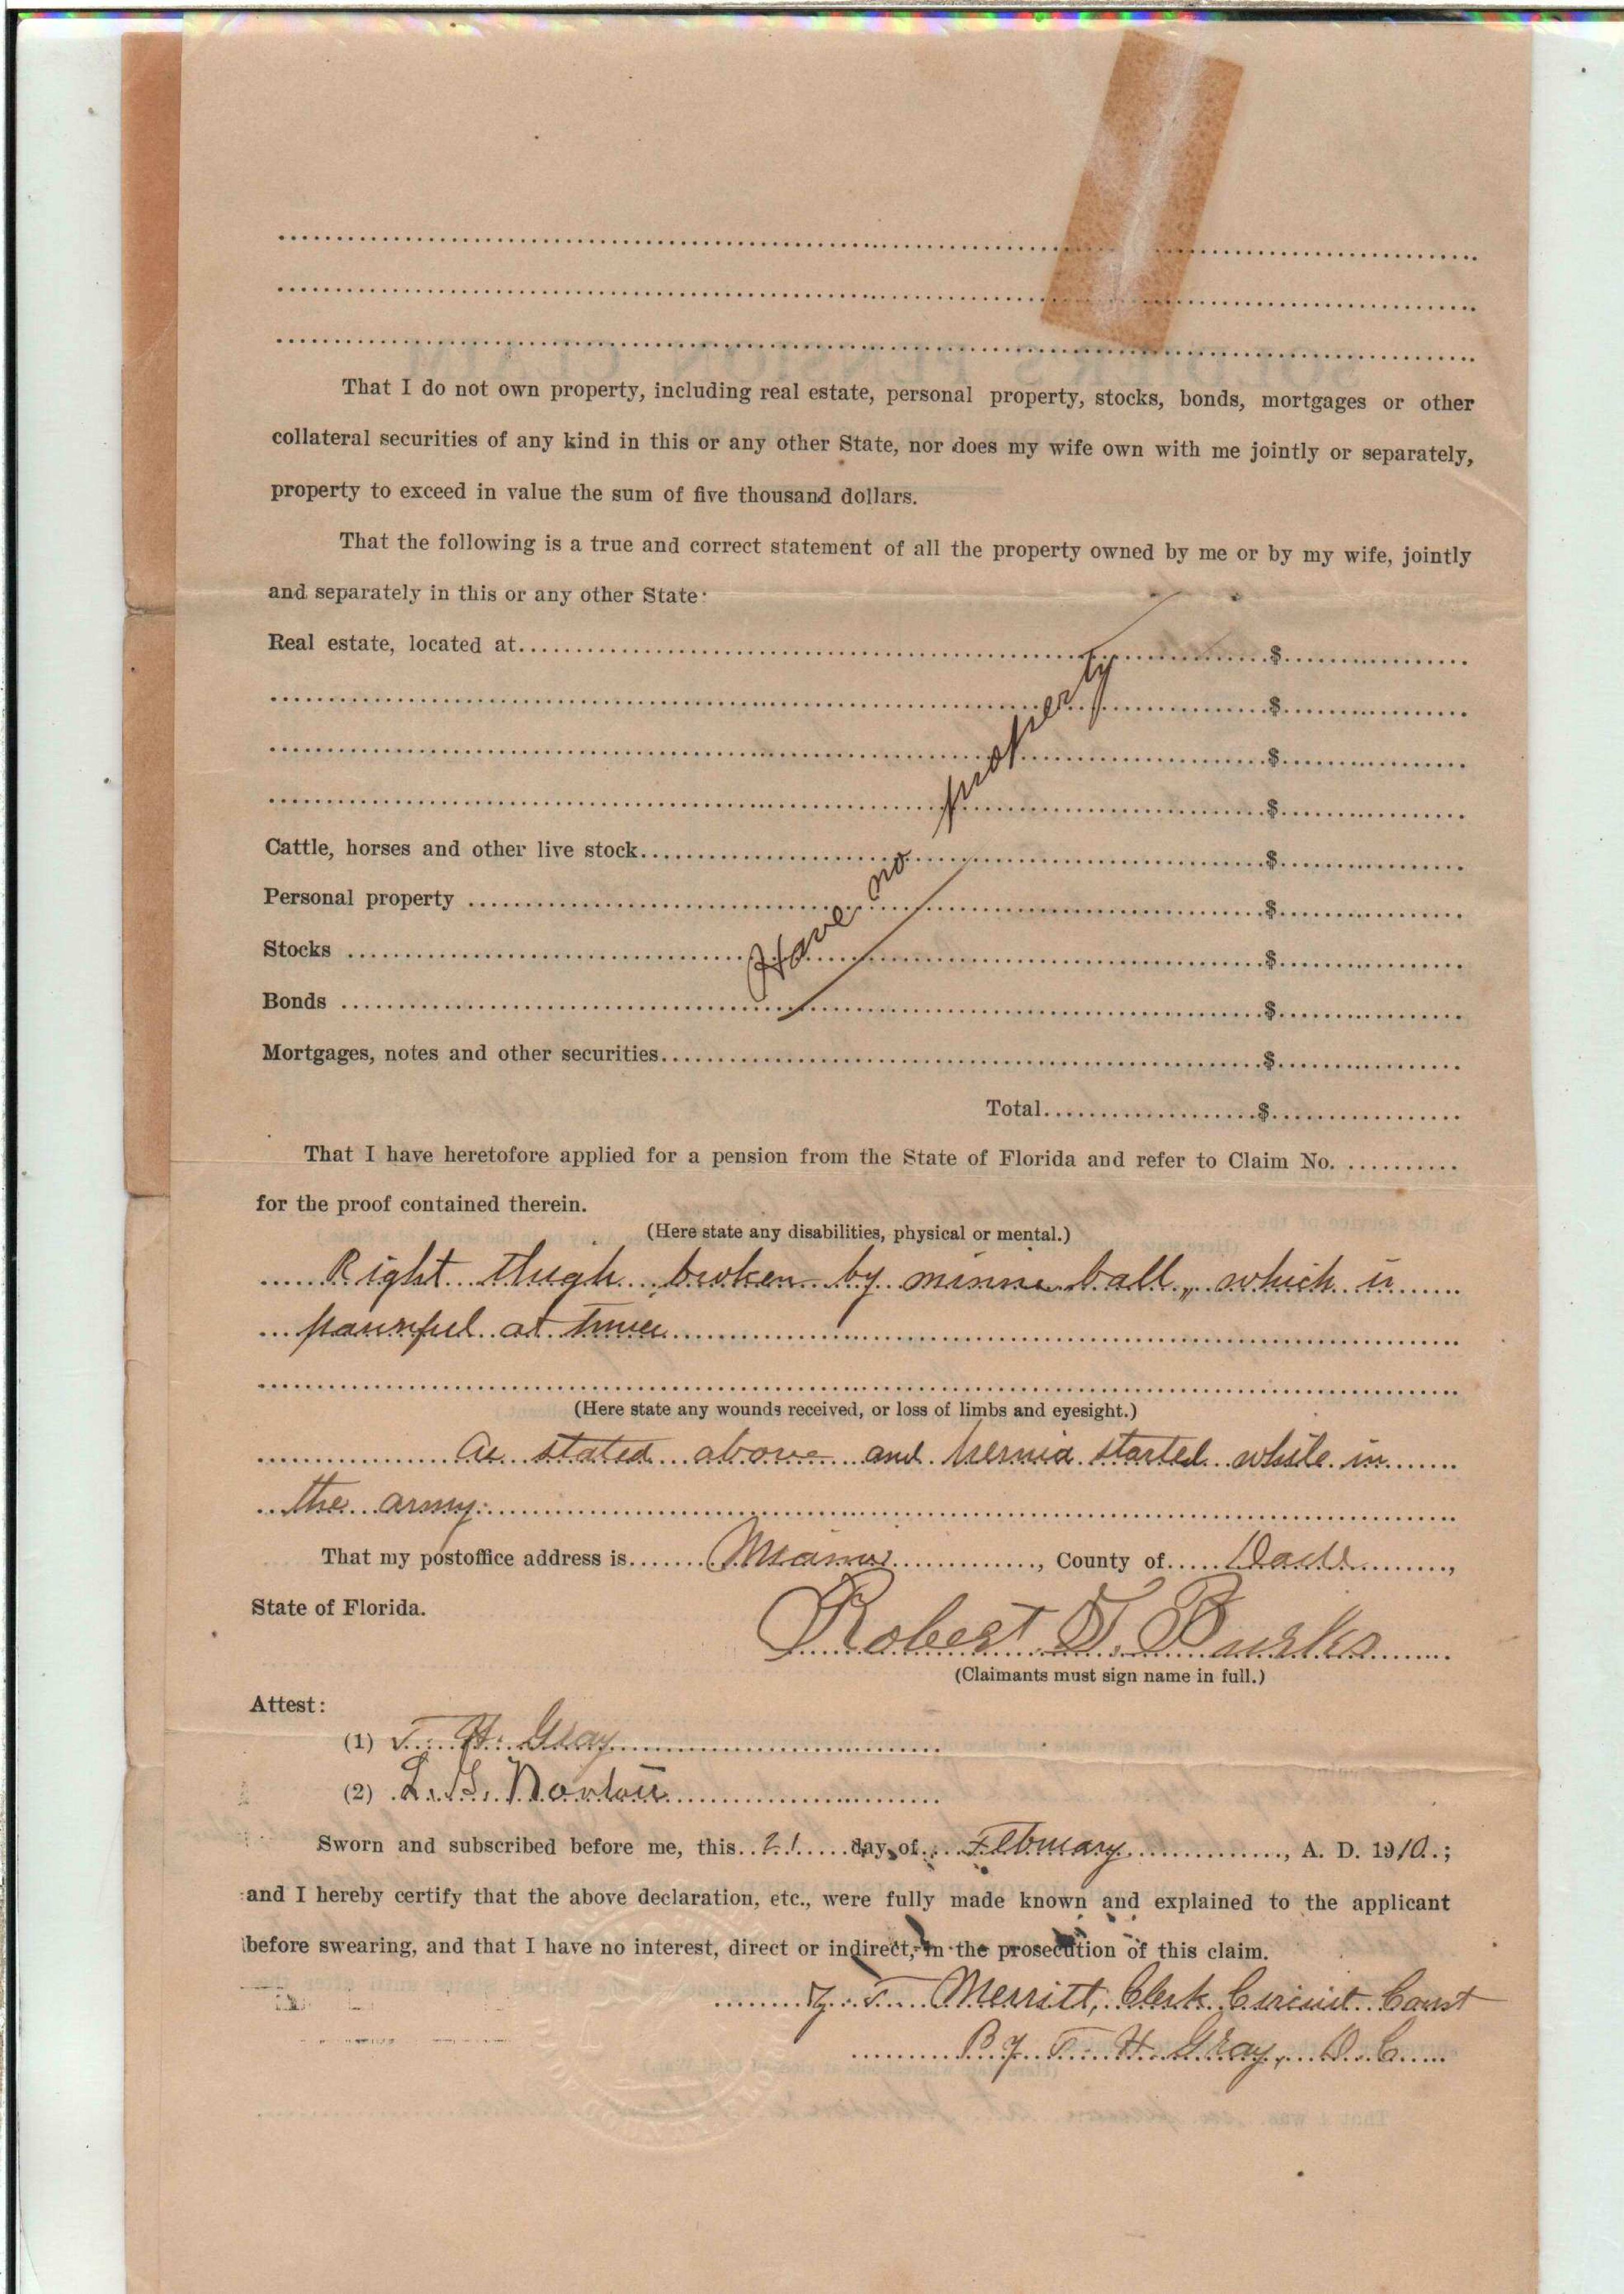 That I do not own property, including real estate, personal property, stocks, bonds, mortgages or other
collateral securities of any kind in this or any other State, nor does my wife own with me jointly or separately,
property to exceed in value the sum of five thousand dollars.
That the following is a true and correct statement of all the property owned by me or by my wife, jointly
and separately in this or any other State:
Real estate, located at $
$
$
$
Cattle, horses and other live stock $
Personal property $
Stocks $
Bonds $
Mortgages, notes and other securities $
Have no property
Total $
That I have heretofore applied for a pension from the State of Florida and refer to Claim No.
for the proof contained therein.
(Here state any disabilities, physical or mental.)
Right thigh broken by minne ball, which is
painful at times
(Here state any wounds received, or loss of limbs and eyesight.)
As stated above and hernia started while in
the army.
That my postoffice address is Miami, County of Dade,
State of Florida.
Robert T. Burks
(Claimants must sign name in full.)
Attest:
(1) T. H. Gray
(2) L. G. Norton
Sworn and subscribed before me, this 21 day of February, A. D. 1910.;
and I hereby certify that the above declaration, etc., were fully made known and explained to the applicant
before swearing, and that I have no interest, direct or indirect, in the prosecution of this claim.
Z. T. Merritt, Clerk Circuit Court
By T. H. Gray, D. C.